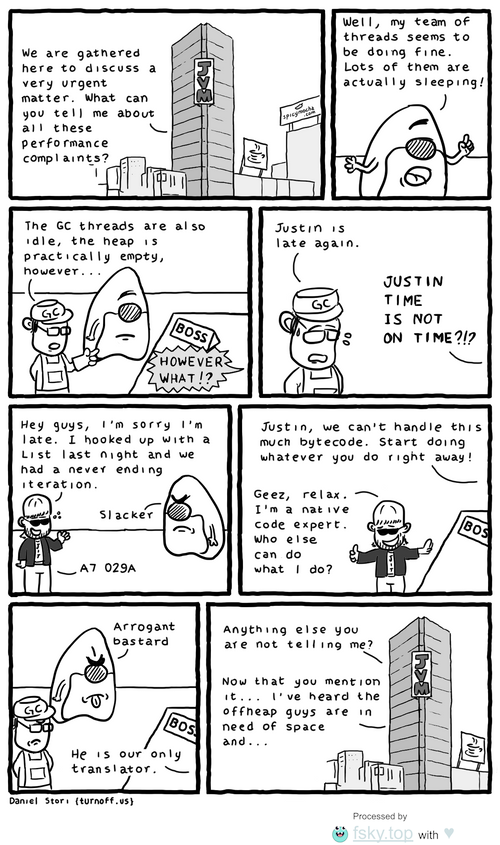 We are gathered
here to discuss a
very urgent
matter. What can
you tell me about
all these
performance
complaints?
JVM
spicymocha
.com
Well, my team of
threads seems to
be doing fine.
Lots of them are
actually sleeping!
The GC threads are also
idle, the heap is
practically empty,
however...
GC
BOSS
HOWEVER
WHAT!?
Justin is
late again.
GC
JUSTIN
TIME
IS NOT
ON TIME?!?
Hey guys, I'm sorry I'm
late. I hooked up with a
List last night and we
had a never ending
iteration.
Slacker
A7 029A
Justin, we can't handle this
much bytecode. Start doing
whatever you do right away!
Geez, relax.
I'm a native
code expert.
Who else
can do
what I do?
BOS
Arrogant
bastard
GC
BOS
He is our only
translator.
Anything else you
are not telling me?
Now that you mention
it... I've heard the
offheap guys are in
need of space
and...
JVM
Daniel Stori {turnoff.us}
Processed by
fsky.top with ♥